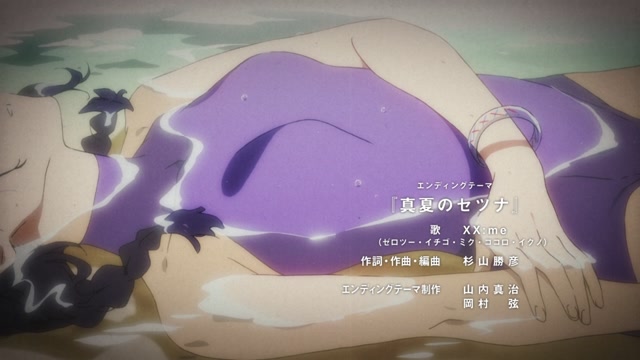 エンディングテーマ
『真夏のセツナ』
歌 XX:me
(ゼロツー・イチゴ・ミク・ココロ・イクノ)
作詞・作曲・編曲 杉山勝彦
エンディングテーマ制作 山内真治
岡村 弦